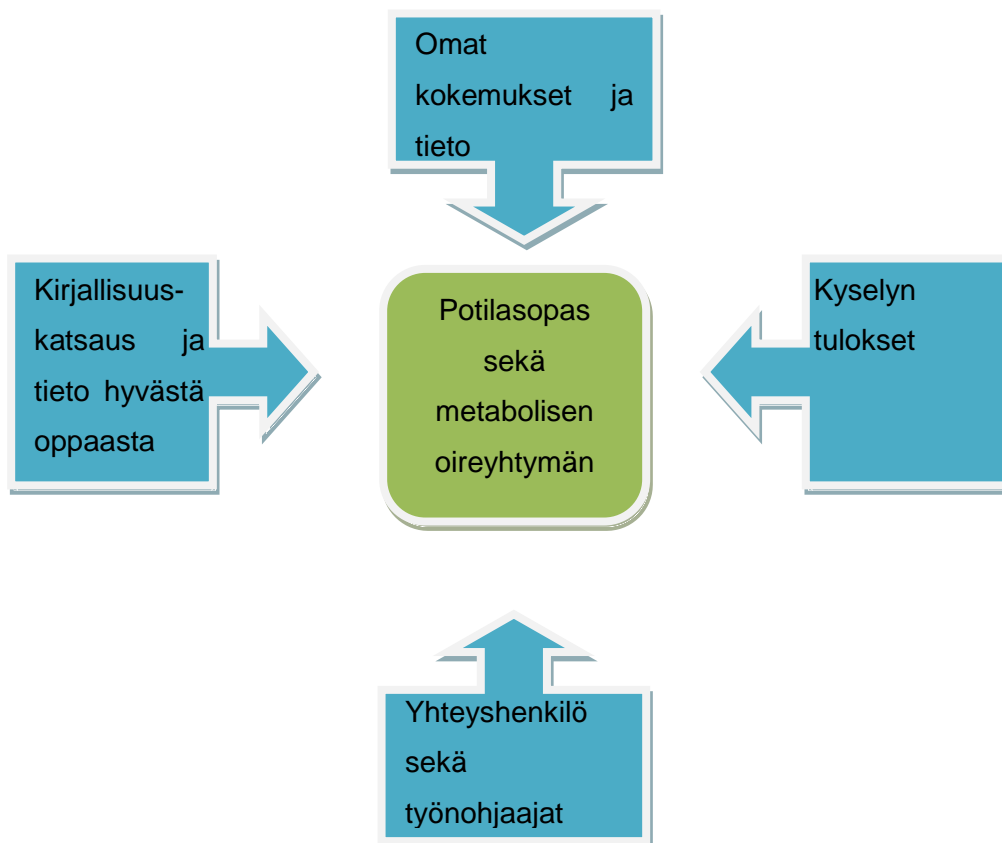 Omat
kokemukset ja
tieto
Kirjallisuus-
katsaus ja
tieto hyvästä
oppaasta
Potilasopas
sekä
metabolisen
oireyhtymän
Kyselyn
tulokset
Yhteyshenkilö
sekä
työnohjaajat